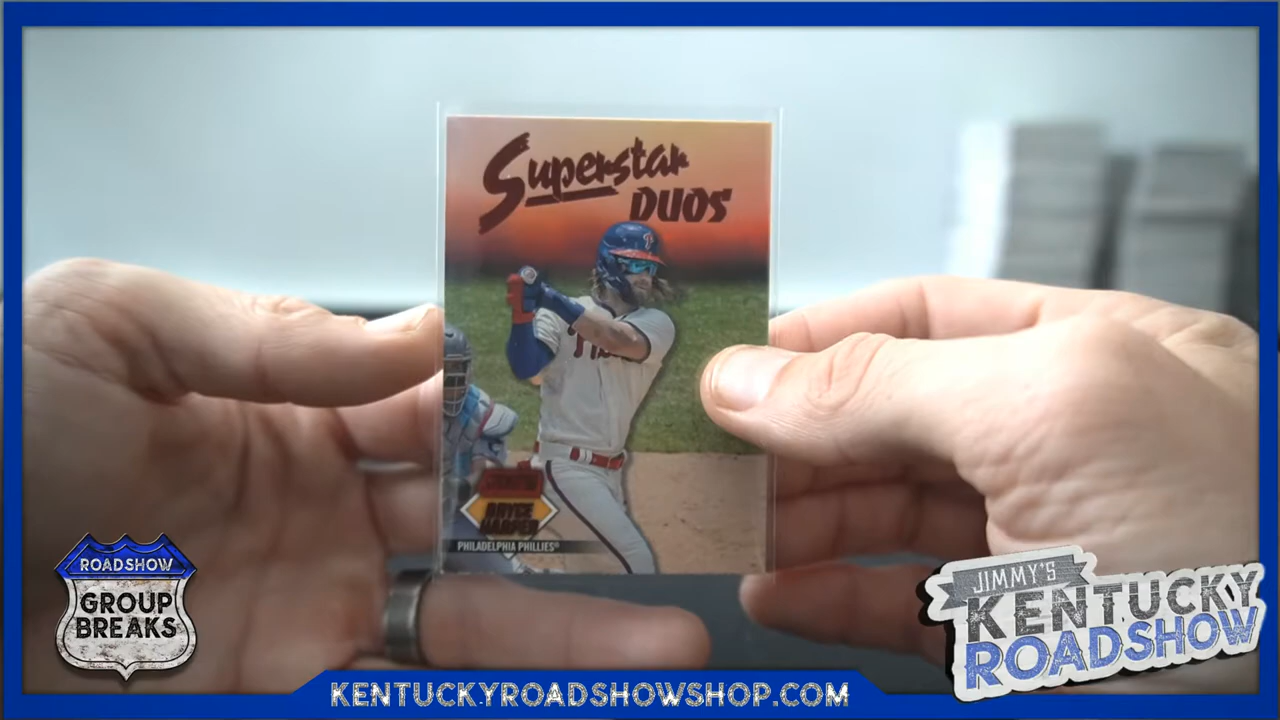 Superstar
DUOS
BRYCE
HARPER
PHILADELPHIA PHILLIES®
ROADSHOW
GROUP
BREAKS
JIMMY'S
KENTUCKY
ROADSHOW
KENTUCKYROADSHOWSHOP.COM